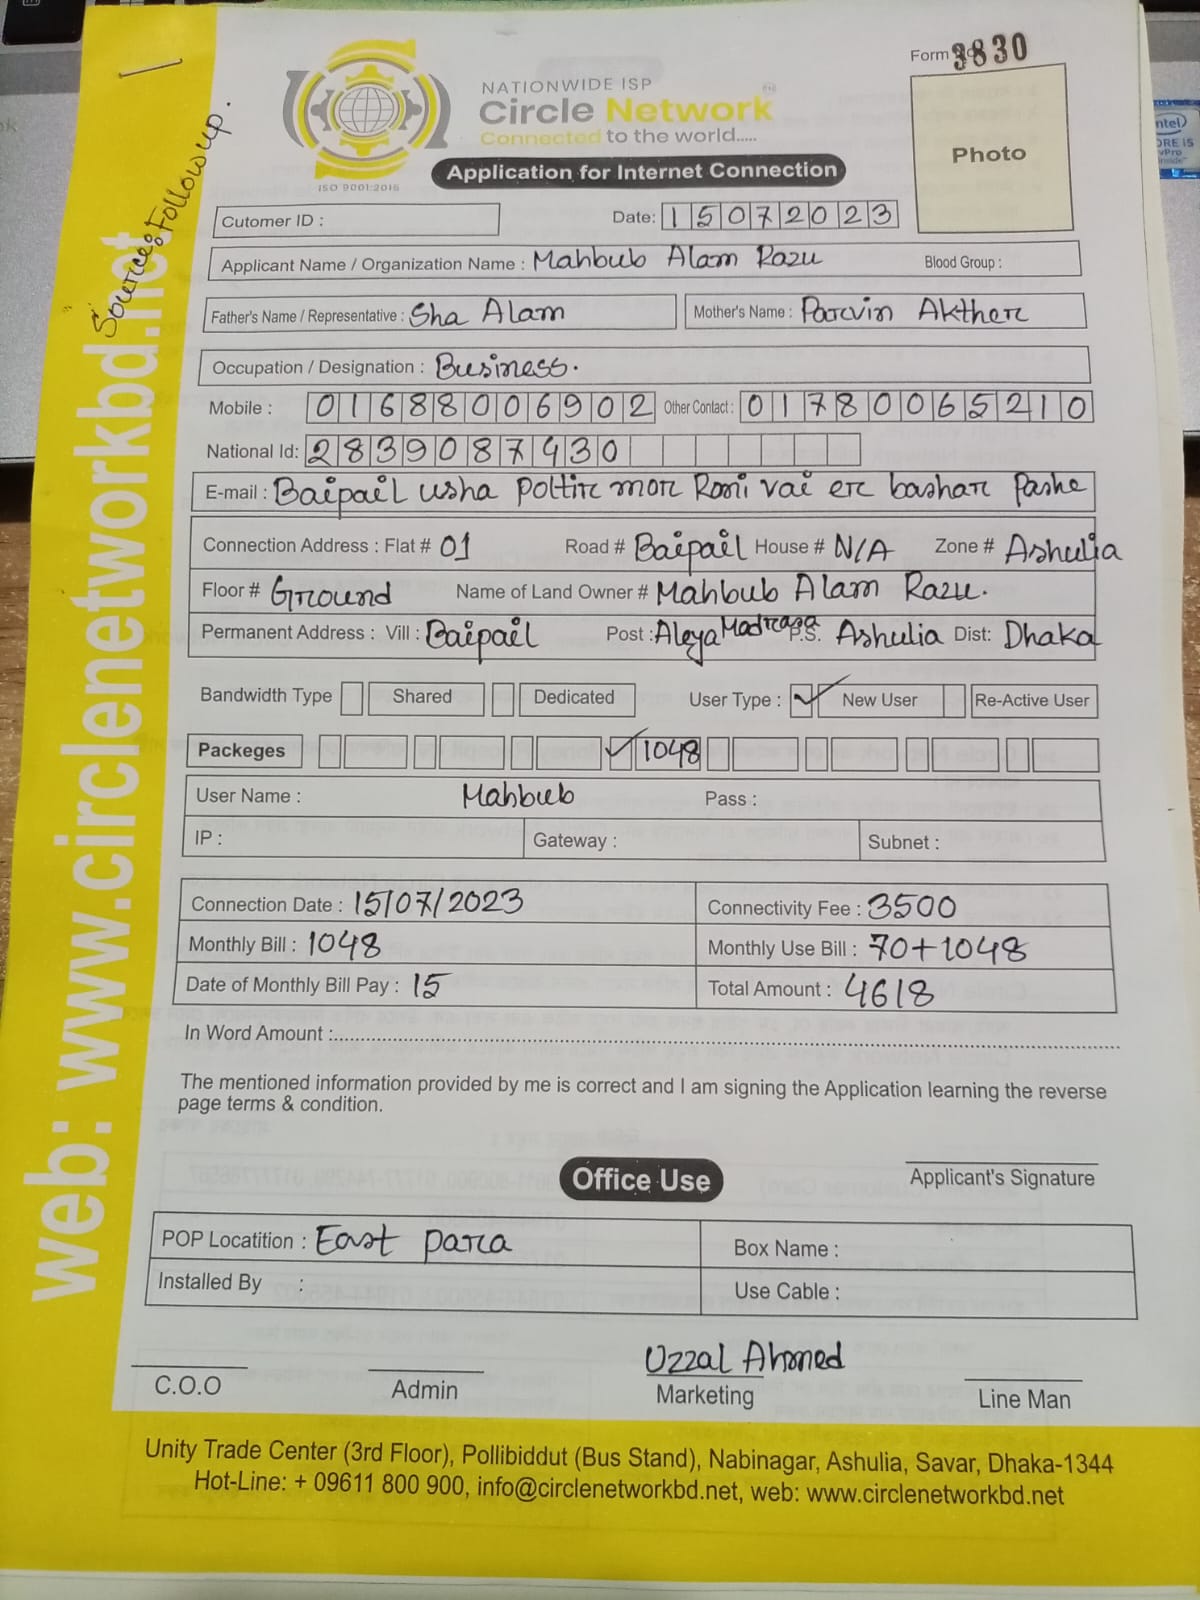 Form 3830
NATIONWIDE ISP
Circle Network
Connected to the world.....
ISO 9001:2015
Application for Internet Connection
Photo
Source: Followup.
web: www.circlenetworkbd.net
Cutomer ID :
Date: 15072023
Applicant Name / Organization Name : Mahbub Alam Razu Blood Group :
Father's Name / Representative : Sha Alam Mother's Name : Parvin Akther
Occupation / Designation : Business.
Mobile : 01688006902 Other Contact : 01780065210
National Id: 2839087430
E-mail : Baipail usha poltir mor Roni vai er bashar pashe
Connection Address : Flat # 01 Road # Baipail House # N/A Zone # Ashulia
Floor # Ground Name of Land Owner # Mahbub Alam Razu.
Permanent Address : Vill : Baipail Post : Aleya Madrasa P.S. Ashulia Dist: Dhaka
Bandwidth Type Shared Dedicated User Type : ✓ New User Re-Active User
Packeges ✓ 1048
User Name : Mahbub Pass :
IP : Gateway : Subnet :
Connection Date : 15/07/2023 Connectivity Fee : 3500
Monthly Bill : 1048 Monthly Use Bill : 70+1048
Date of Monthly Bill Pay : 15 Total Amount : 4618
In Word Amount :
The mentioned information provided by me is correct and I am signing the Application learning the reverse
page terms & condition.
Applicant's Signature
Office Use
POP Locatition : East para Box Name :
Installed By : Use Cable :
Uzzal Ahmed
C.O.O Admin Marketing Line Man
Unity Trade Center (3rd Floor), Pollibiddut (Bus Stand), Nabinagar, Ashulia, Savar, Dhaka-1344
Hot-Line: + 09611 800 900, info@circlenetworkbd.net, web: www.circlenetworkbd.net